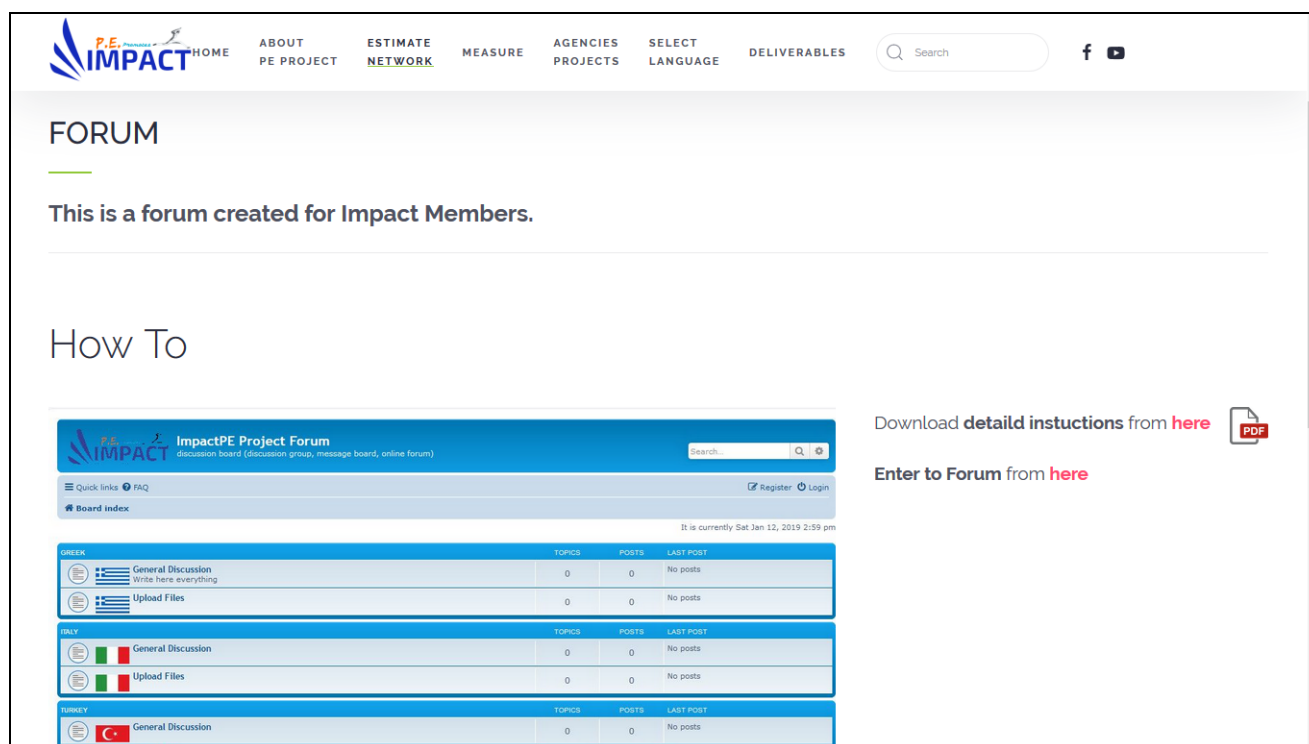 P.E. Promotes
IMPACT
HOME
ABOUT
PE PROJECT
ESTIMATE
NETWORK
MEASURE
AGENCIES
PROJECTS
SELECT
LANGUAGE
DELIVERABLES
Search
FORUM
This is a forum created for Impact Members.
How To
P.E.
IMPACT
ImpactPE Project Forum
discussion board (discussion group, message board, online forum)
Search...
Quick links FAQ
Register Login
Board index
It is currently Sat Jan 12, 2019 2:59 pm
GREEK TOPICS POSTS LAST POST
General Discussion 0 0 No posts
Write here everything
Upload Files 0 0 No posts
ITALY TOPICS POSTS LAST POST
General Discussion 0 0 No posts
Upload Files 0 0 No posts
TURKEY TOPICS POSTS LAST POST
General Discussion 0 0 No posts
Download detaild instuctions from here
PDF
Enter to Forum from here